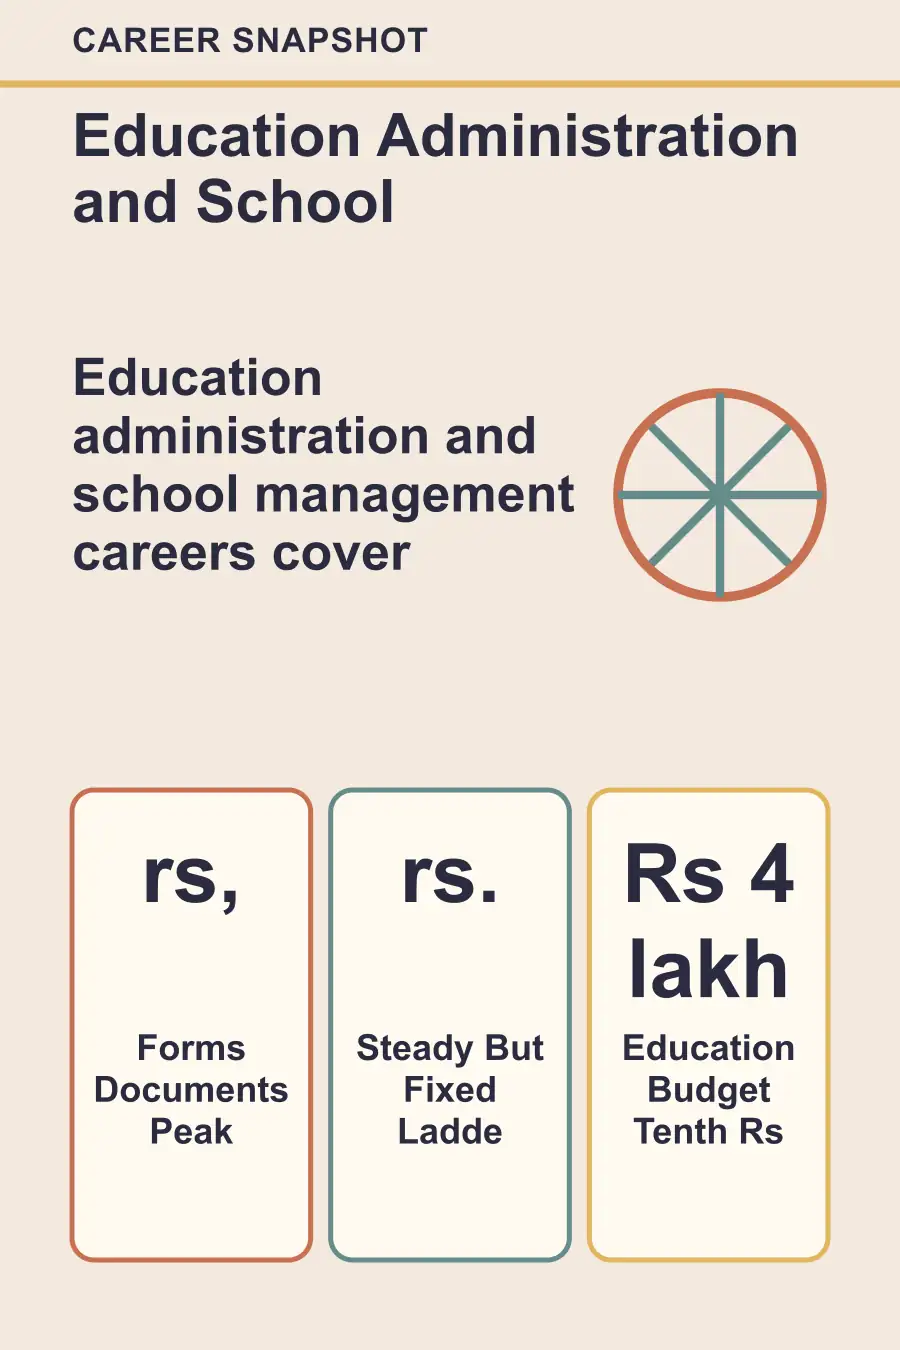 CAREER SNAPSHOT
Education Administration
and School
Education
administration and
school management
careers cover
rs,
Forms
Documents
Peak
rs.
Steady But
Fixed
Ladde
Rs 4
lakh
Education
Budget
Tenth Rs